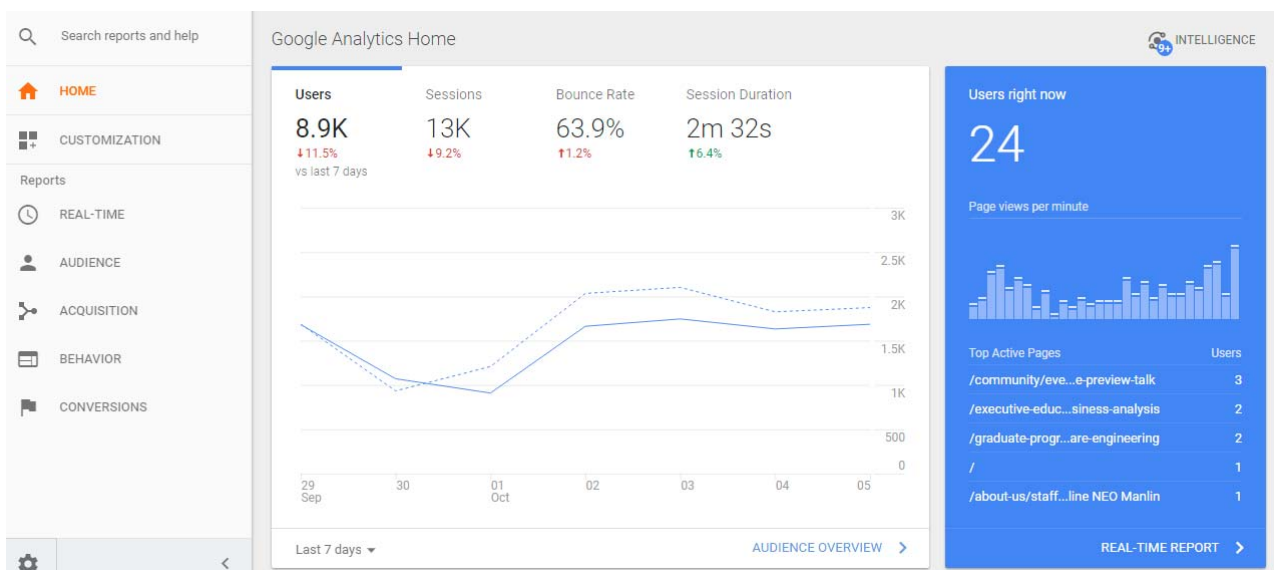 Search reports and help
HOME
CUSTOMIZATION
Reports
REAL-TIME
AUDIENCE
ACQUISITION
BEHAVIOR
CONVERSIONS
Google Analytics Home
9+ INTELLIGENCE
Users Sessions Bounce Rate Session Duration
8.9K 13K 63.9% 2m 32s
↓11.5% ↓9.2% ↑1.2% ↑6.4%
vs last 7 days
3K
2.5K
2K
1.5K
1K
500
0
29 30 01 02 03 04 05
Sep Oct
Last 7 days
AUDIENCE OVERVIEW
Users right now
24
Page views per minute
Top Active Pages Users
/community/eve...e-preview-talk 3
/executive-educ...siness-analysis 2
/graduate-progr...are-engineering 2
/ 1
/about-us/staff...line NEO Manlin 1
REAL-TIME REPORT